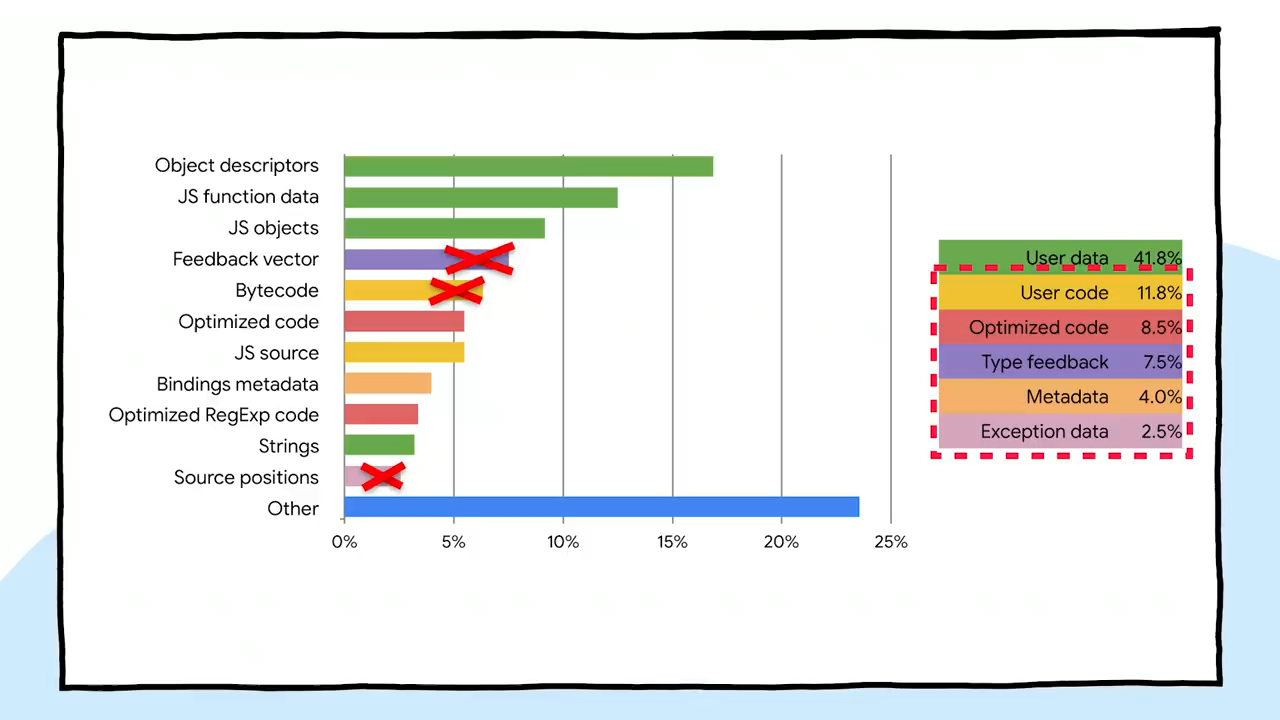 Object descriptors
JS function data
JS objects
Feedback vector
Bytecode
Optimized code
JS source
Bindings metadata
Optimized RegExp code
Strings
Source positions
Other
0% 5% 10% 15% 20% 25%
User data 41.8%
User code 11.8%
Optimized code 8.5%
Type feedback 7.5%
Metadata 4.0%
Exception data 2.5%